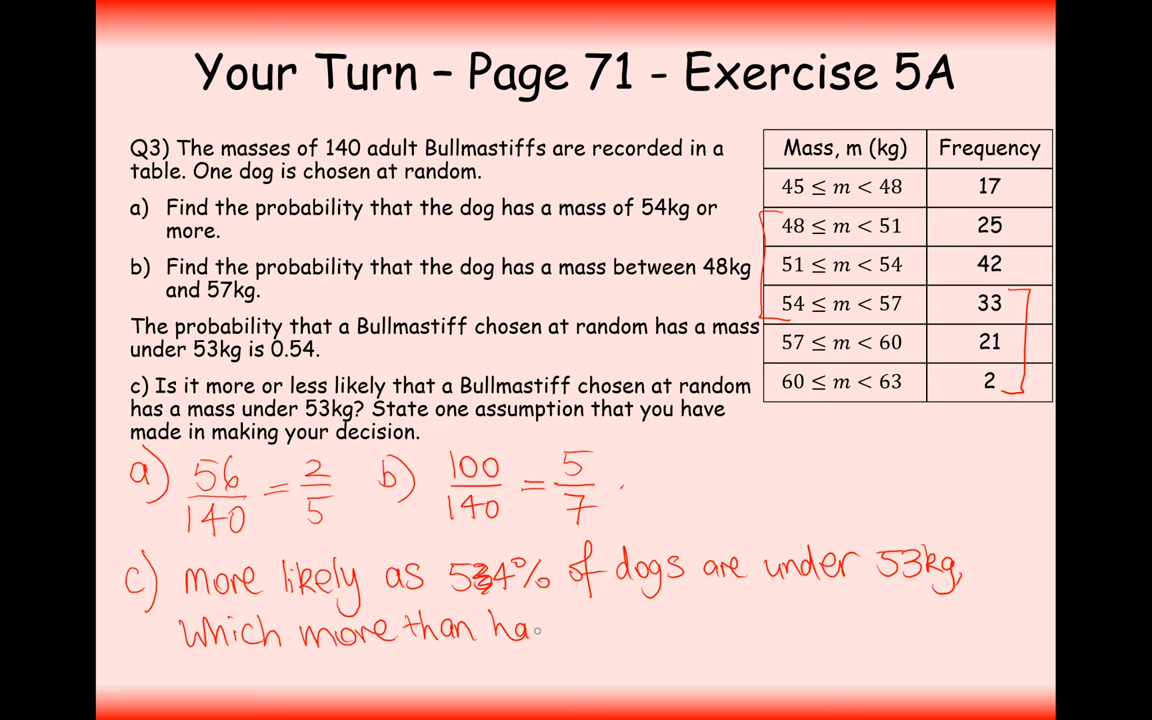 Your Turn – Page 71 - Exercise 5A
Q3) The masses of 140 adult Bullmastiffs are recorded in a
table. One dog is chosen at random.
a) Find the probability that the dog has a mass of 54kg or
more.
b) Find the probability that the dog has a mass between 48kg
and 57kg.
The probability that a Bullmastiff chosen at random has a mass
under 53kg is 0.54.
c) Is it more or less likely that a Bullmastiff chosen at random
has a mass under 53kg? State one assumption that you have
made in making your decision.
Mass, m (kg) Frequency
45 ≤ m < 48 17
48 ≤ m < 51 25
51 ≤ m < 54 42
54 ≤ m < 57 33
57 ≤ m < 60 21
60 ≤ m < 63 2
a) 56/140 = 2/5 b) 100/140 = 5/7
c) more likely as 54% of dogs are under 53kg,
which more than ha